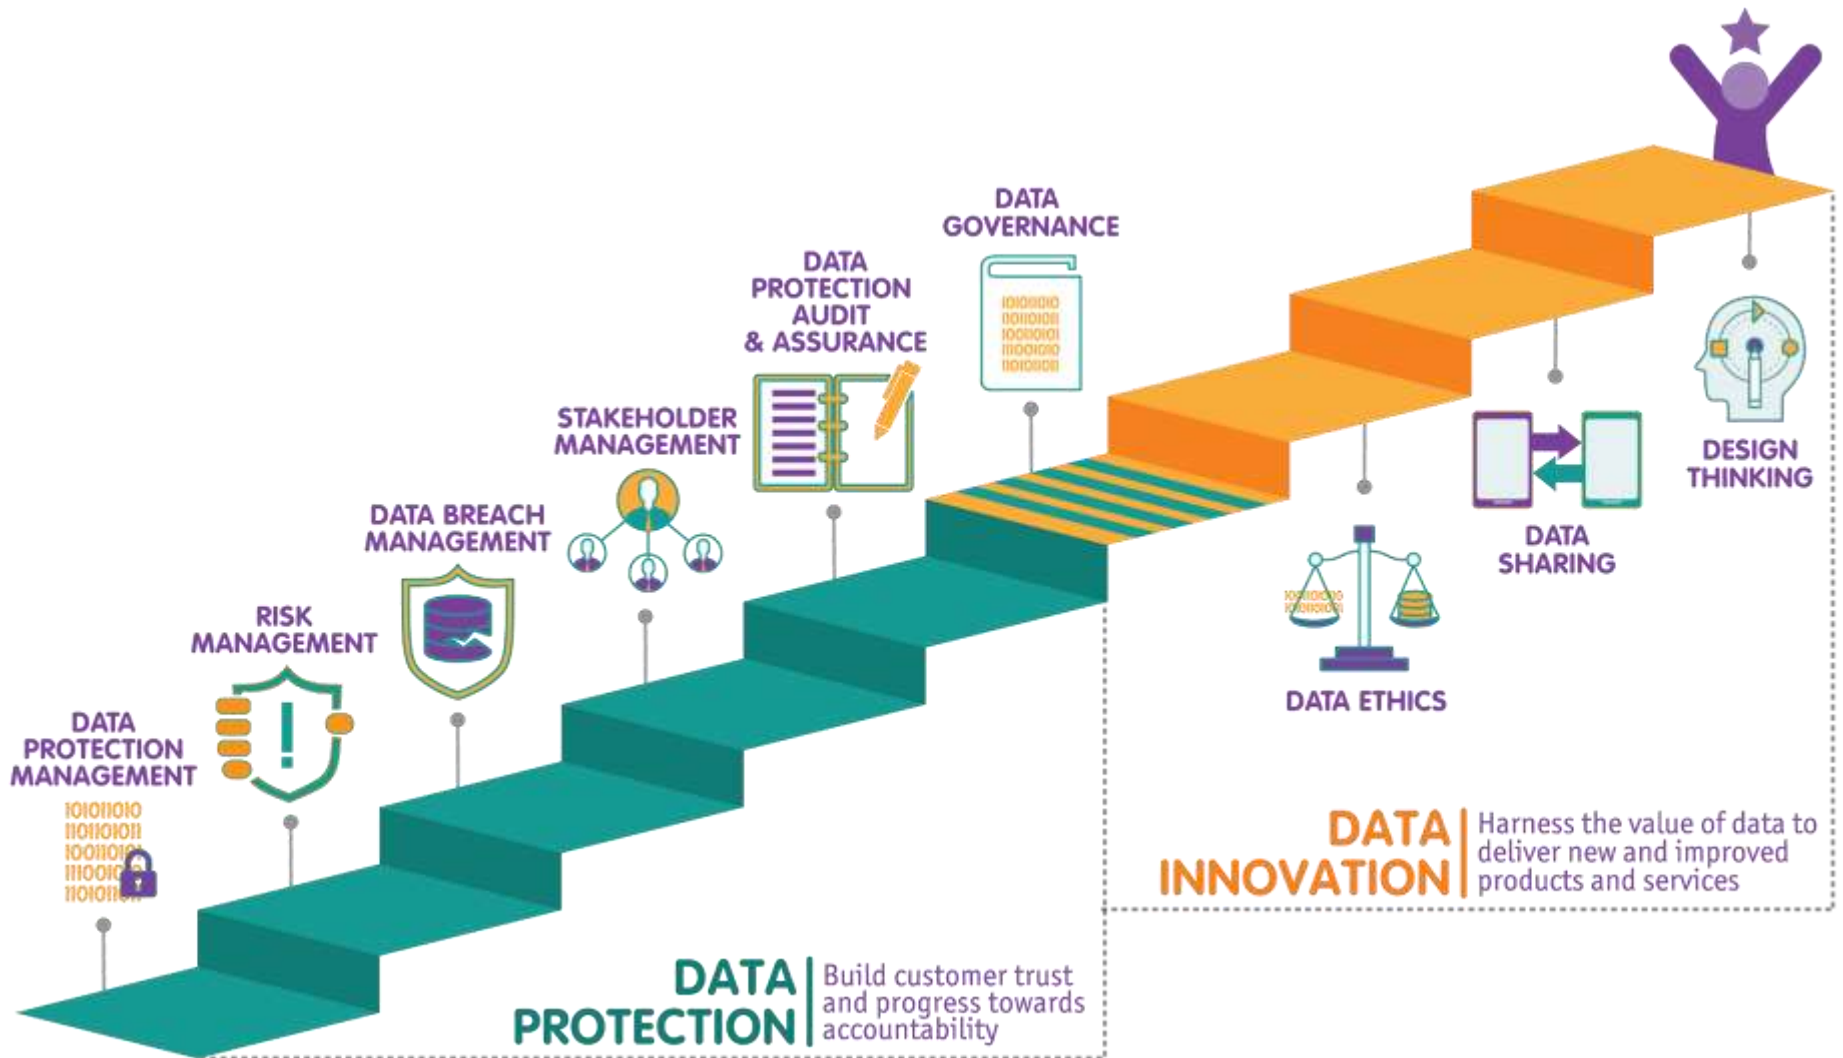 DATA
PROTECTION
MANAGEMENT
101011010
1101101011
RISK
MANAGEMENT
DATA BREACH
MANAGEMENT
STAKEHOLDER
MANAGEMENT
DATA
PROTECTION
AUDIT
& ASSURANCE
DATA
GOVERNANCE
DATA ETHICS
DATA
SHARING
DESIGN
THINKING
DATA
PROTECTION
Build customer trust
and progress towards
accountability
DATA
INNOVATION
Harness the value of data to
deliver new and improved
products and services